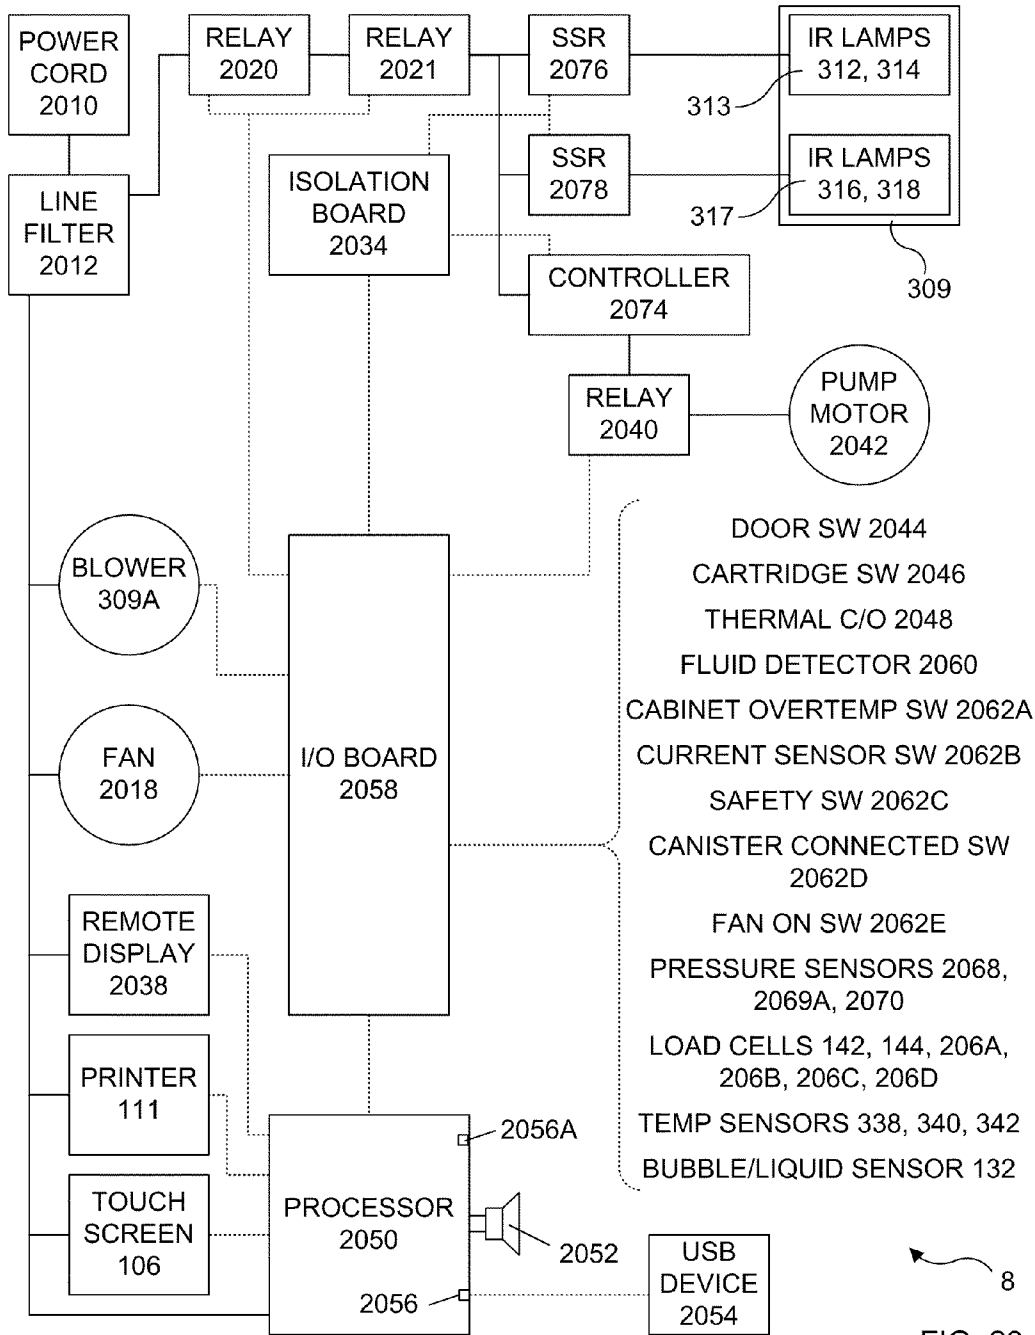 POWER
CORD
2010
RELAY
2020
RELAY
2021
SSR
2076
IR LAMPS
312, 314
313
LINE
FILTER
2012
ISOLATION
BOARD
2034
SSR
2078
IR LAMPS
316, 318
317
309
CONTROLLER
2074
RELAY
2040
PUMP
MOTOR
2042
BLOWER
309A
FAN
2018
I/O BOARD
2058
DOOR SW 2044
CARTRIDGE SW 2046
THERMAL C/O 2048
FLUID DETECTOR 2060
CABINET OVERTEMP SW 2062A
CURRENT SENSOR SW 2062B
SAFETY SW 2062C
CANISTER CONNECTED SW
2062D
FAN ON SW 2062E
PRESSURE SENSORS 2068,
2069A, 2070
LOAD CELLS 142, 144, 206A,
206B, 206C, 206D
TEMP SENSORS 338, 340, 342
BUBBLE/LIQUID SENSOR 132
REMOTE
DISPLAY
2038
PRINTER
111
TOUCH
SCREEN
106
PROCESSOR
2050
2056A
2052
2056
USB
DEVICE
2054
8